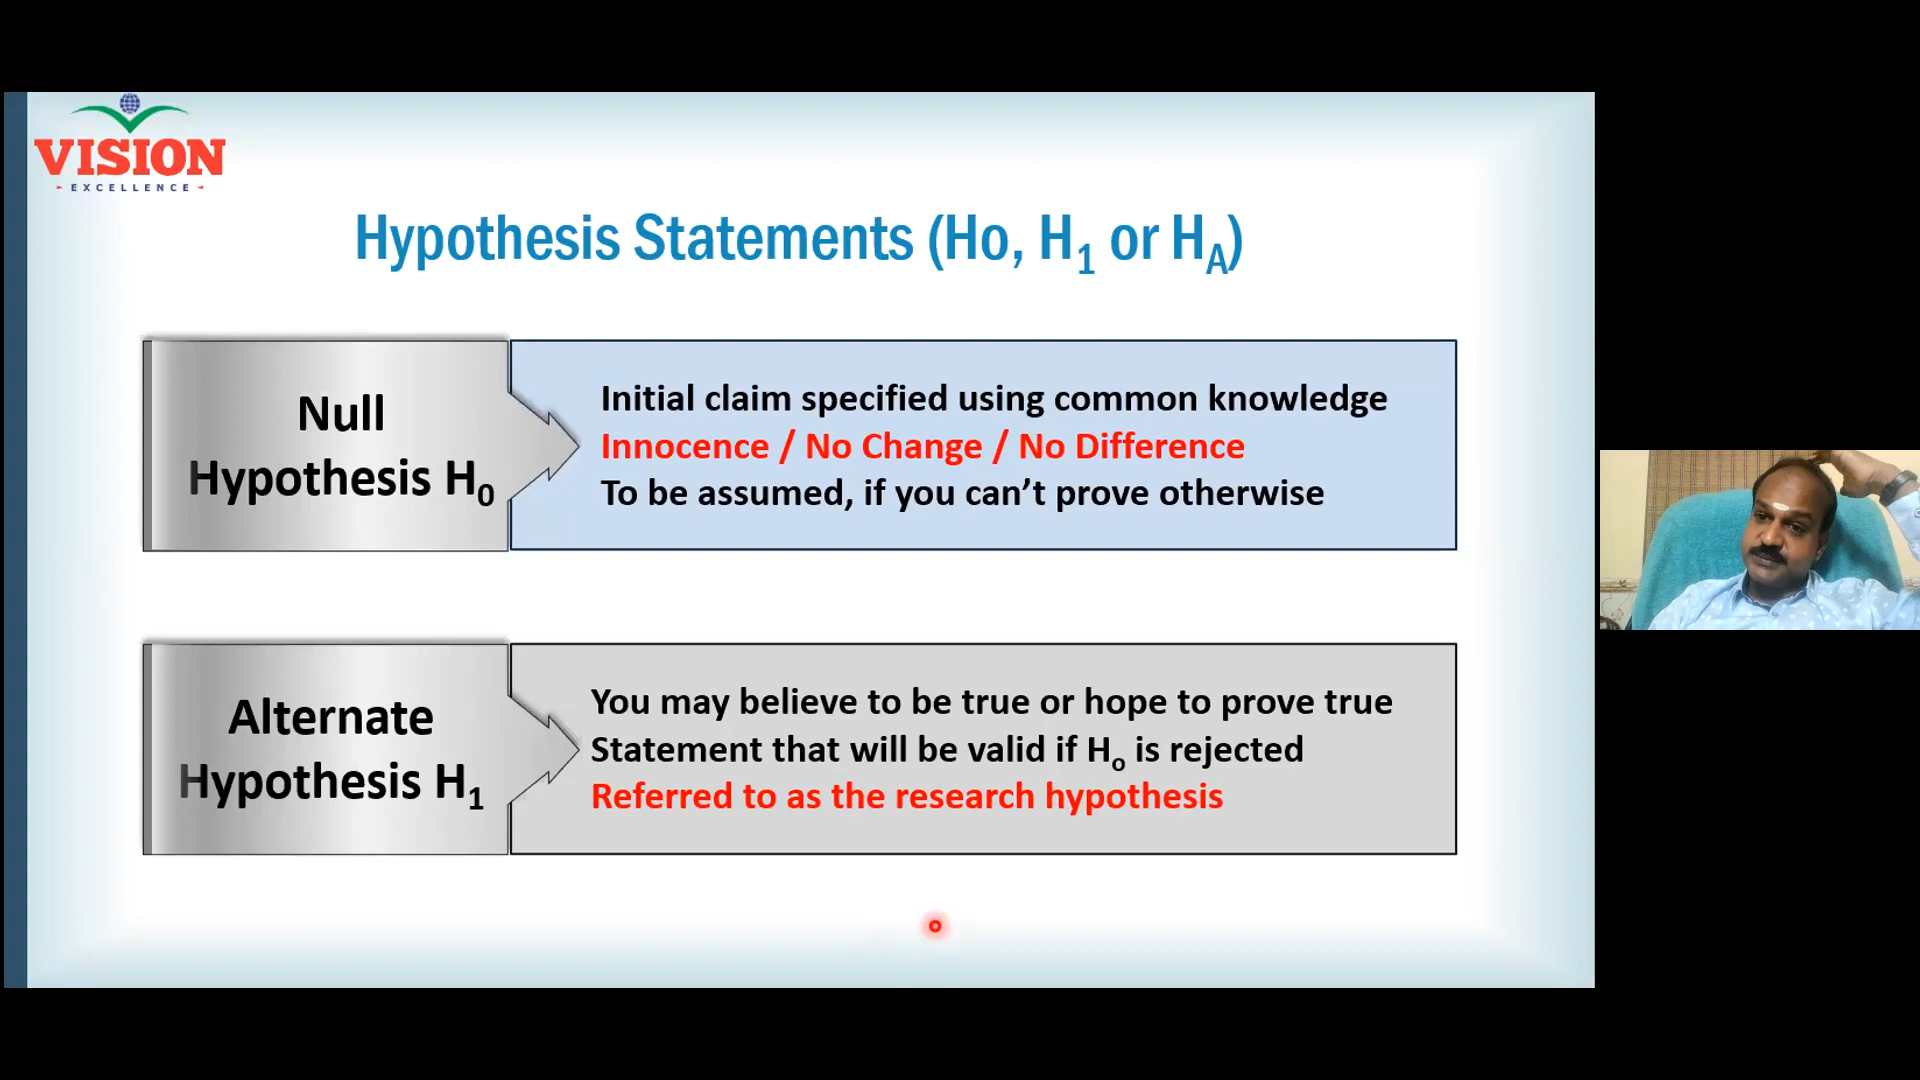 VISION
EXCELLENCE
Hypothesis Statements (Ho, H₁ or Hₐ)
Null
Hypothesis H₀
Initial claim specified using common knowledge
Innocence / No Change / No Difference
To be assumed, if you can’t prove otherwise
Alternate
Hypothesis H₁
You may believe to be true or hope to prove true
Statement that will be valid if Hₒ is rejected
Referred to as the research hypothesis